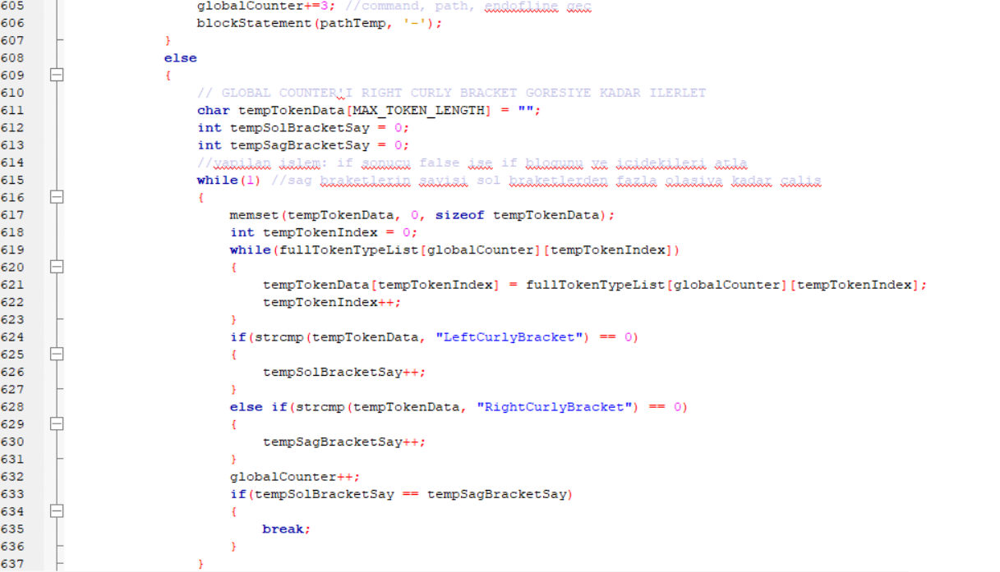 605 globalCounter+=3; //command, path, endofline gec
606 blockStatement(pathTemp, '-');
607 }
608 else
609 {
610 // GLOBAL COUNTER'I RIGHT CURLY BRACKET GORESIYE KADAR ILERLET
611 char tempTokenData[MAX_TOKEN_LENGTH] = "";
612 int tempSolBracketSay = 0;
613 int tempSagBracketSay = 0;
614 //yapilan islem: if sonucu false ise if blogunu ve icidekileri atla
615 while(1) //sag braketlerin sayisi sol braketlerden fazla olasiya kadar calis
616 {
617 memset(tempTokenData, 0, sizeof tempTokenData);
618 int tempTokenIndex = 0;
619 while(fullTokenTypeList[globalCounter][tempTokenIndex])
620 {
621 tempTokenData[tempTokenIndex] = fullTokenTypeList[globalCounter][tempTokenIndex];
622 tempTokenIndex++;
623 }
624 if(strcmp(tempTokenData, "LeftCurlyBracket") == 0)
625 {
626 tempSolBracketSay++;
627 }
628 else if(strcmp(tempTokenData, "RightCurlyBracket") == 0)
629 {
630 tempSagBracketSay++;
631 }
632 globalCounter++;
633 if(tempSolBracketSay == tempSagBracketSay)
634 {
635 break;
636 }
637 }